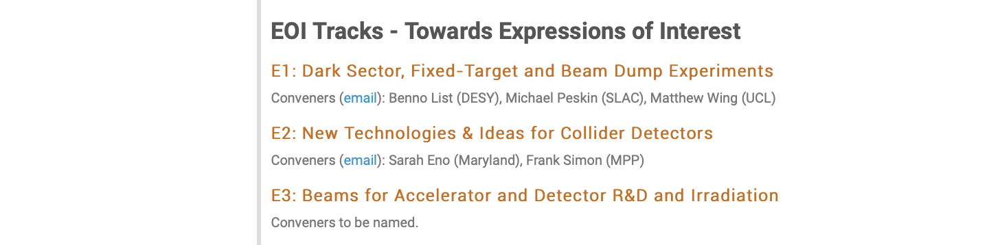 EOI Tracks - Towards Expressions of Interest
E1: Dark Sector, Fixed-Target and Beam Dump Experiments
Conveners (email): Benno List (DESY), Michael Peskin (SLAC), Matthew Wing (UCL)
E2: New Technologies & Ideas for Collider Detectors
Conveners (email): Sarah Eno (Maryland), Frank Simon (MPP)
E3: Beams for Accelerator and Detector R&D and Irradiation
Conveners to be named.